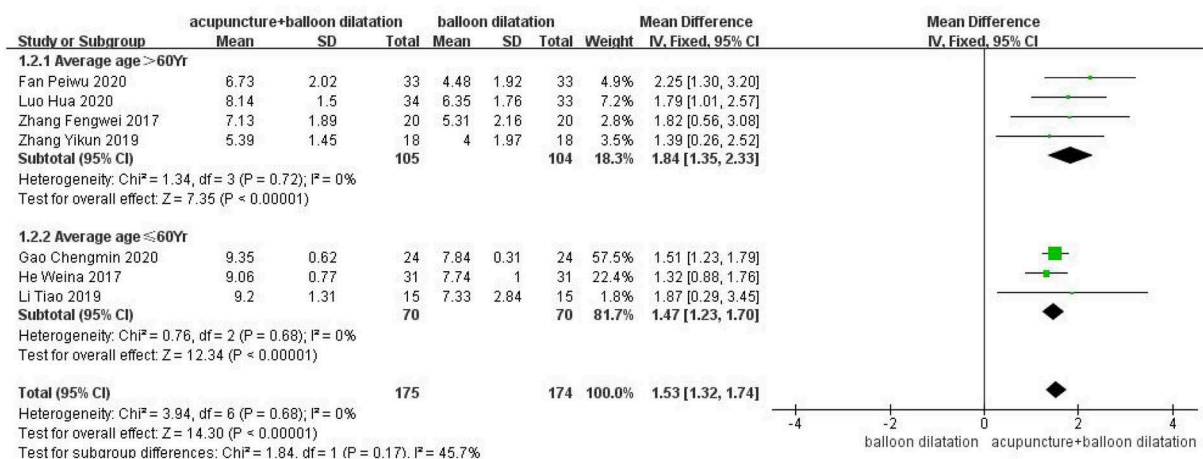 acupuncture+balloon dilatation balloon dilatation Mean Difference Mean Difference
Study or Subgroup Mean SD Total Mean SD Total Weight IV, Fixed, 95% CI IV, Fixed, 95% CI
1.2.1 Average age＞60Yr
Fan Peiwu 2020 6.73 2.02 33 4.48 1.92 33 4.9% 2.25 [1.30, 3.20]
Luo Hua 2020 8.14 1.5 34 6.35 1.76 33 7.2% 1.79 [1.01, 2.57]
Zhang Fengwei 2017 7.13 1.89 20 5.31 2.16 20 2.8% 1.82 [0.56, 3.08]
Zhang Yikun 2019 5.39 1.45 18 4 1.97 18 3.5% 1.39 [0.26, 2.52]
Subtotal (95% CI) 105 104 18.3% 1.84 [1.35, 2.33]
Heterogeneity: Chi² = 1.34, df = 3 (P = 0.72); I² = 0%
Test for overall effect: Z = 7.35 (P < 0.00001)
1.2.2 Average age≤60Yr
Gao Chengmin 2020 9.35 0.62 24 7.84 0.31 24 57.5% 1.51 [1.23, 1.79]
He Weina 2017 9.06 0.77 31 7.74 1 31 22.4% 1.32 [0.88, 1.76]
Li Tiao 2019 9.2 1.31 15 7.33 2.84 15 1.8% 1.87 [0.29, 3.45]
Subtotal (95% CI) 70 70 81.7% 1.47 [1.23, 1.70]
Heterogeneity: Chi² = 0.76, df = 2 (P = 0.68); I² = 0%
Test for overall effect: Z = 12.34 (P < 0.00001)
Total (95% CI) 175 174 100.0% 1.53 [1.32, 1.74]
Heterogeneity: Chi² = 3.94, df = 6 (P = 0.68); I² = 0%
Test for overall effect: Z = 14.30 (P < 0.00001)
Test for subgroup differences: Chi² = 1.84, df = 1 (P = 0.17), I² = 45.7%
-4 -2 0 2 4
balloon dilatation acupuncture+balloon dilatation